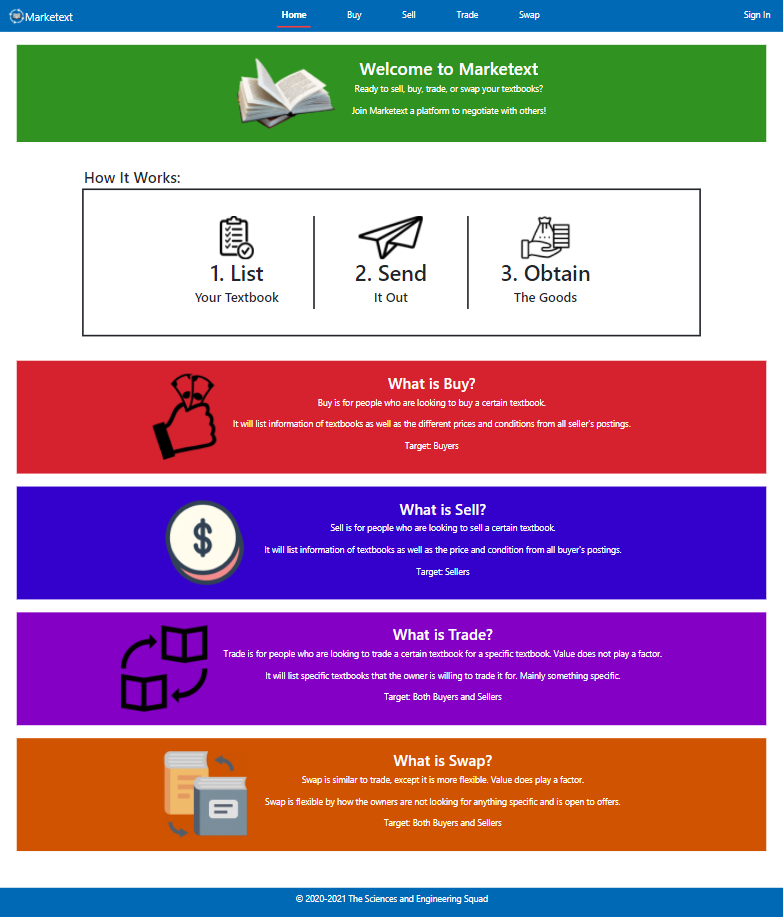 Marketext
Home
Buy
Sell
Trade
Swap
Sign In
Welcome to Marketext
Ready to sell, buy, trade, or swap your textbooks?
Join Marketext a platform to negotiate with others!
How It Works:
1. List
Your Textbook
2. Send
It Out
3. Obtain
The Goods
What is Buy?
Buy is for people who are looking to buy a certain textbook.
It will list information of textbooks as well as the different prices and conditions from all seller's postings.
Target: Buyers
What is Sell?
Sell is for people who are looking to sell a certain textbook.
It will list information of textbooks as well as the price and condition from all buyer's postings.
Target: Sellers
What is Trade?
Trade is for people who are looking to trade a certain textbook for a specific textbook. Value does not play a factor.
It will list specific textbooks that the owner is willing to trade it for. Mainly something specific.
Target: Both Buyers and Sellers
What is Swap?
Swap is similar to trade, except it is more flexible. Value does play a factor.
Swap is flexible by how the owners are not looking for anything specific and is open to offers.
Target: Both Buyers and Sellers
© 2020-2021 The Sciences and Engineering Squad